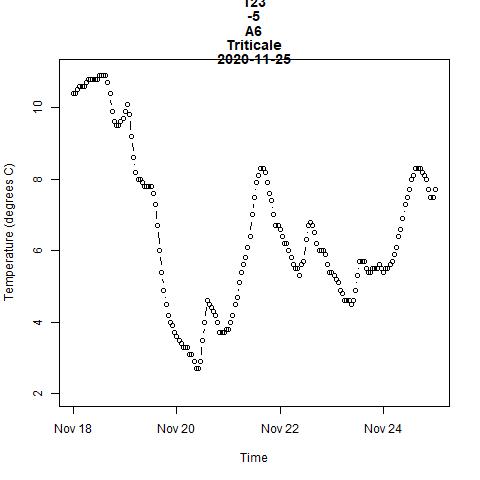 123
-5
A6
Triticale
2020-11-25
Temperature (degrees C)
10
8
6
4
2
Nov 18
Nov 20
Nov 22
Nov 24
Time